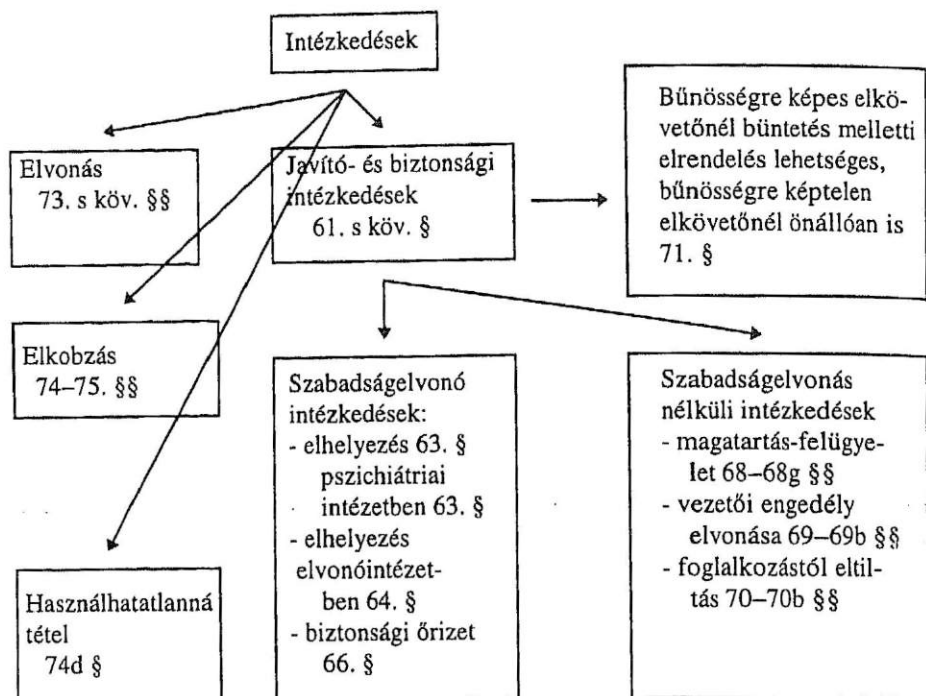 Intézkedések
Elvonás
73. s köv. §§
Javító- és biztonsági
intézkedések
61. s köv. §
Bűnösségre képes elkö-
vetőnél büntetés melletti
elrendelés lehetséges,
bűnösségre képtelen
elkövetőnél önállóan is
71. §
Elkobzás
74–75. §§
Szabadságelvonó
intézkedések:
- elhelyezés 63. §
pszichiátriai
intézetben 63. §
- elhelyezés
elvonóintézet-
ben 64. §
- biztonsági őrizet
66. §
Szabadságelvonás
nélküli intézkedések
- magatartás-felügye-
let 68–68g §§
- vezetői engedély
elvonása 69–69b §§
- foglalkozástól eltil-
tás 70–70b §§
Használhatatlanná
tétel
74d §